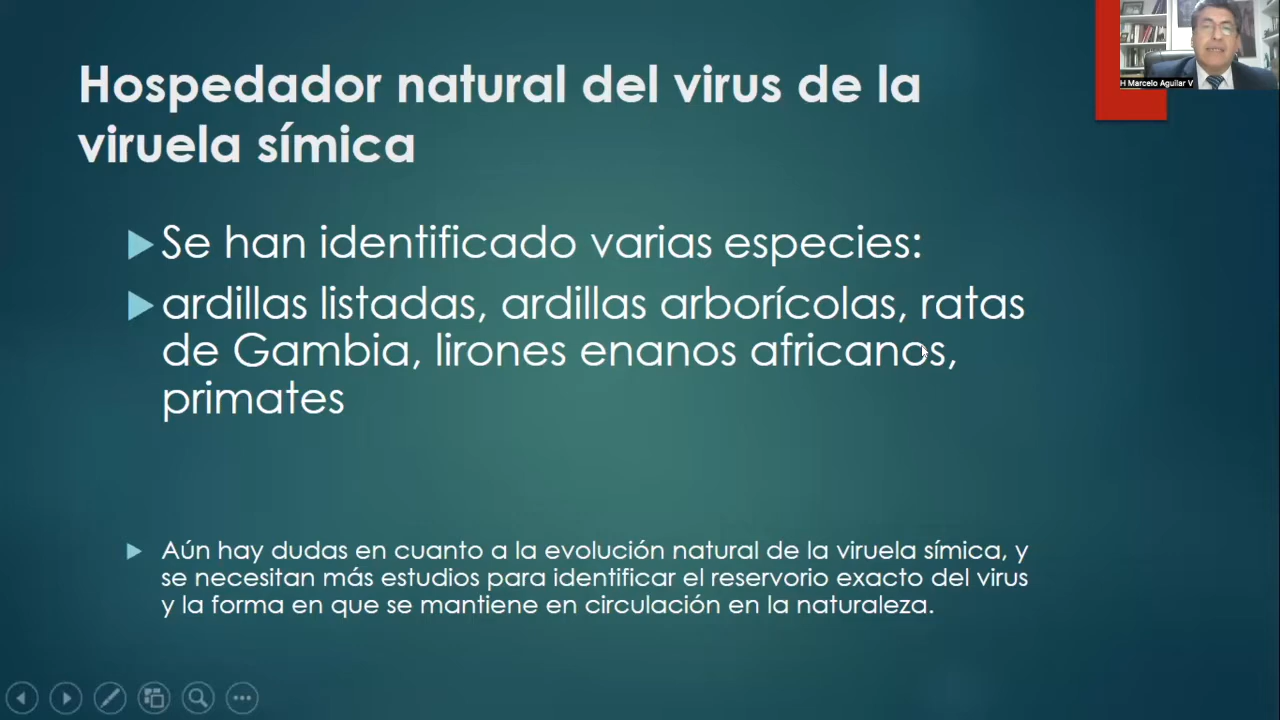 Hospedador natural del virus de la
viruela símica
H Marcelo Aguilar V
Se han identificado varias especies:
ardillas listadas, ardillas arborícolas, ratas
de Gambia, lirones enanos africanos,
primates
Aún hay dudas en cuanto a la evolución natural de la viruela símica, y
se necesitan más estudios para identificar el reservorio exacto del virus
y la forma en que se mantiene en circulación en la naturaleza.